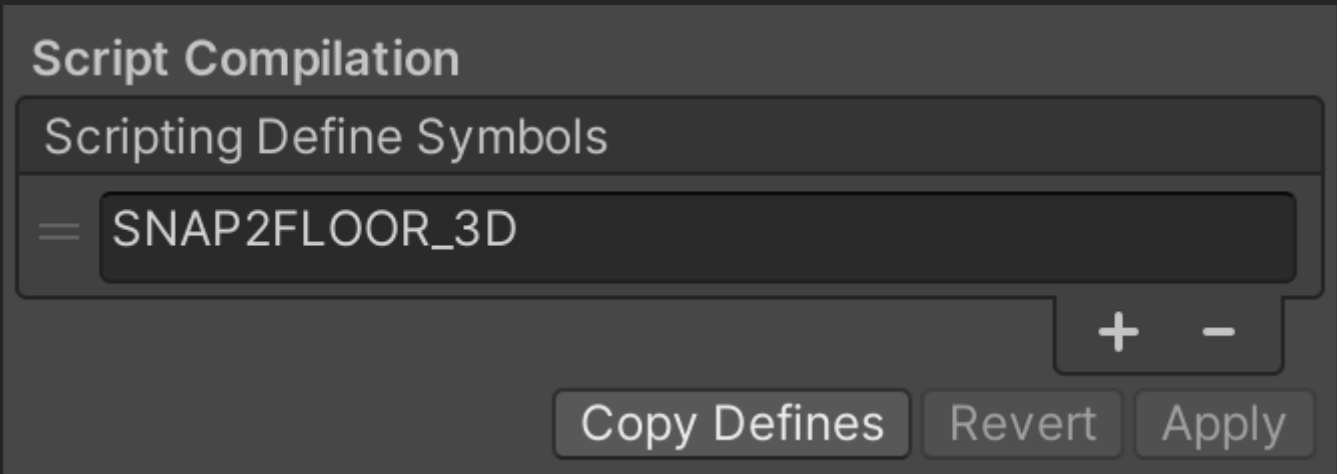 Script Compilation
Scripting Define Symbols
SNAP2FLOOR_3D
+ -
Copy Defines Revert Apply